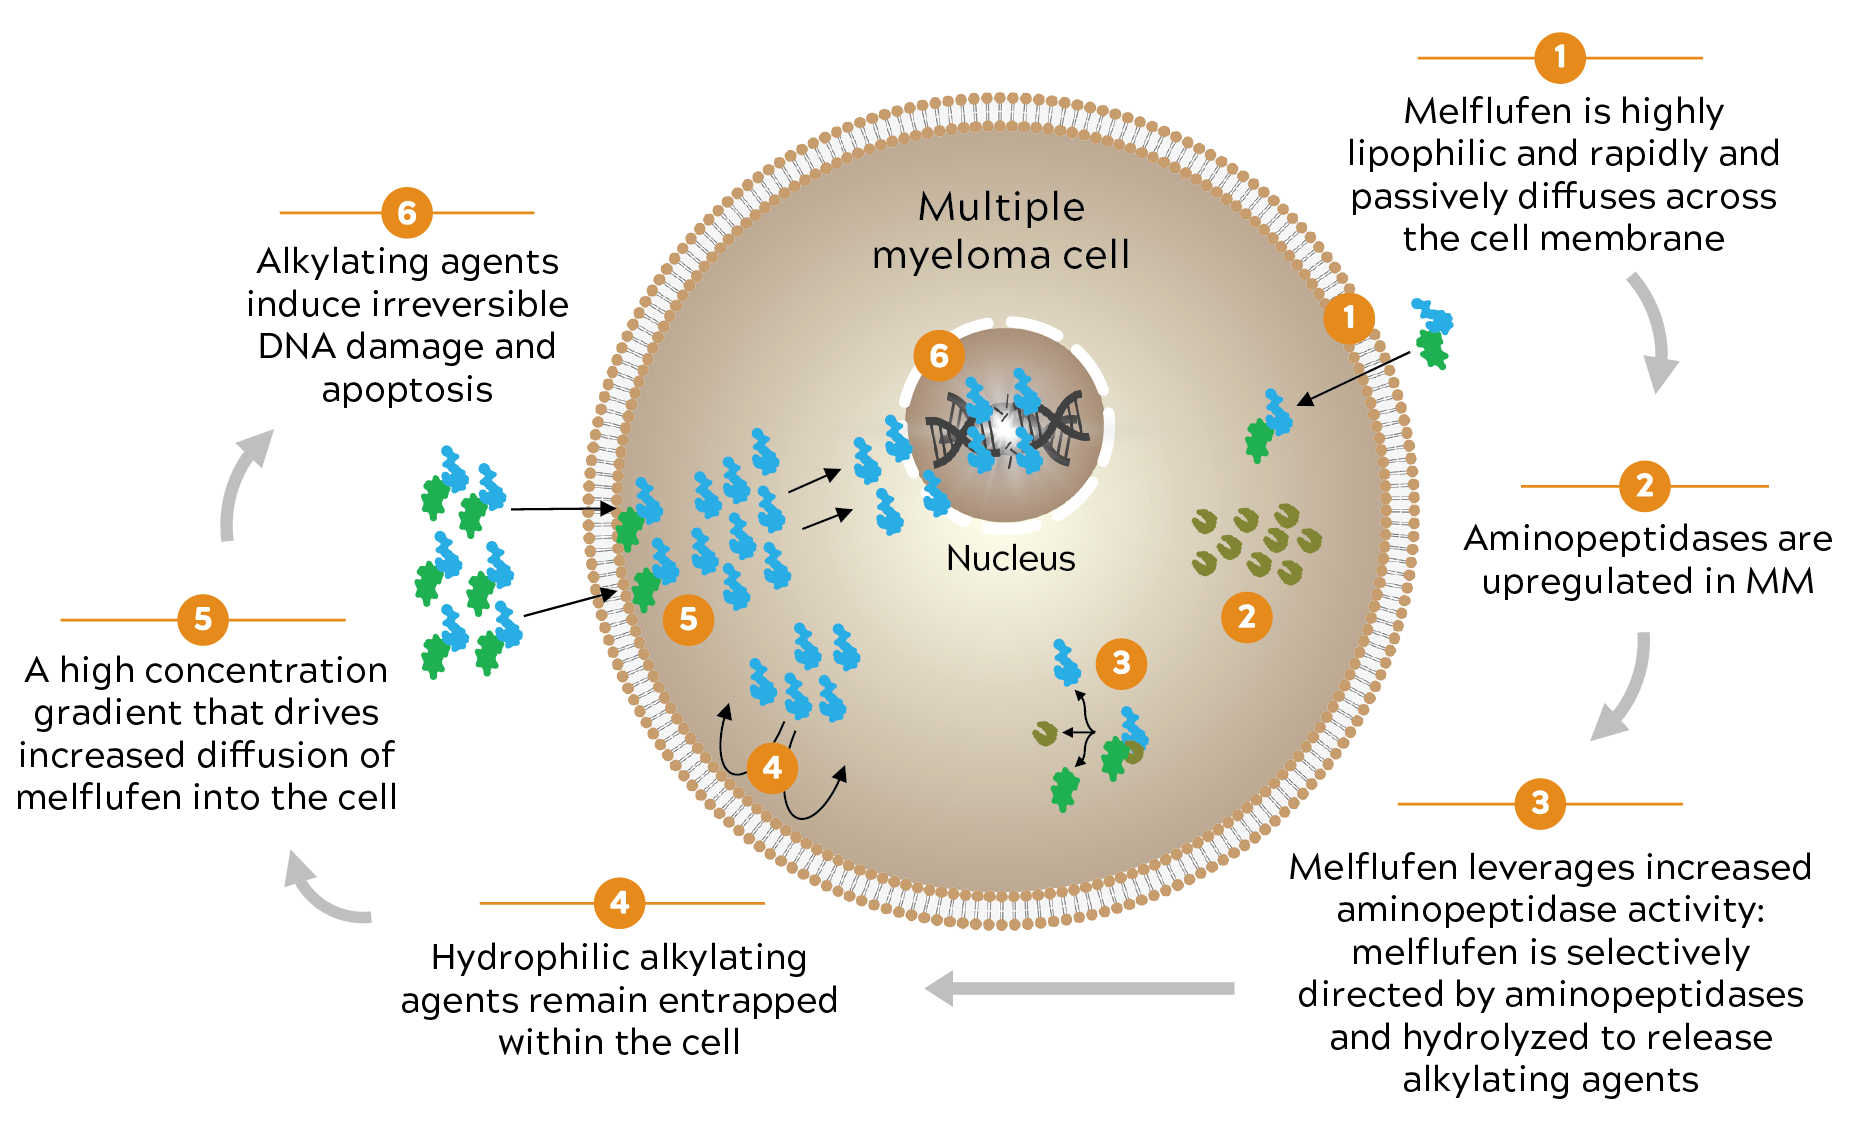 1
Melflufen is highly
lipophilic and rapidly and
passively diffuses across
the cell membrane
2
Aminopeptidases are
upregulated in MM
3
Melflufen leverages increased
aminopeptidase activity:
melflufen is selectively
directed by aminopeptidases
and hydrolyzed to release
alkylating agents
4
Hydrophilic alkylating
agents remain entrapped
within the cell
5
A high concentration
gradient that drives
increased diffusion of
melflufen into the cell
6
Alkylating agents
induce irreversible
DNA damage and
apoptosis
Multiple
myeloma cell
1
6
Nucleus
2
5
3
4